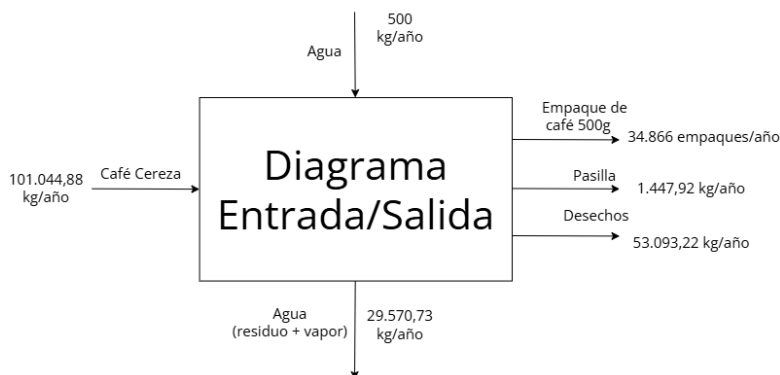 500
kg/año
Agua
Empaque de
café 500g
34.866 empaques/año
101.044,88
kg/año
Café Cereza
Diagrama
Entrada/Salida
Pasilla
1.447,92 kg/año
Desechos
53.093,22 kg/año
Agua
(residuo + vapor)
29.570,73
kg/año